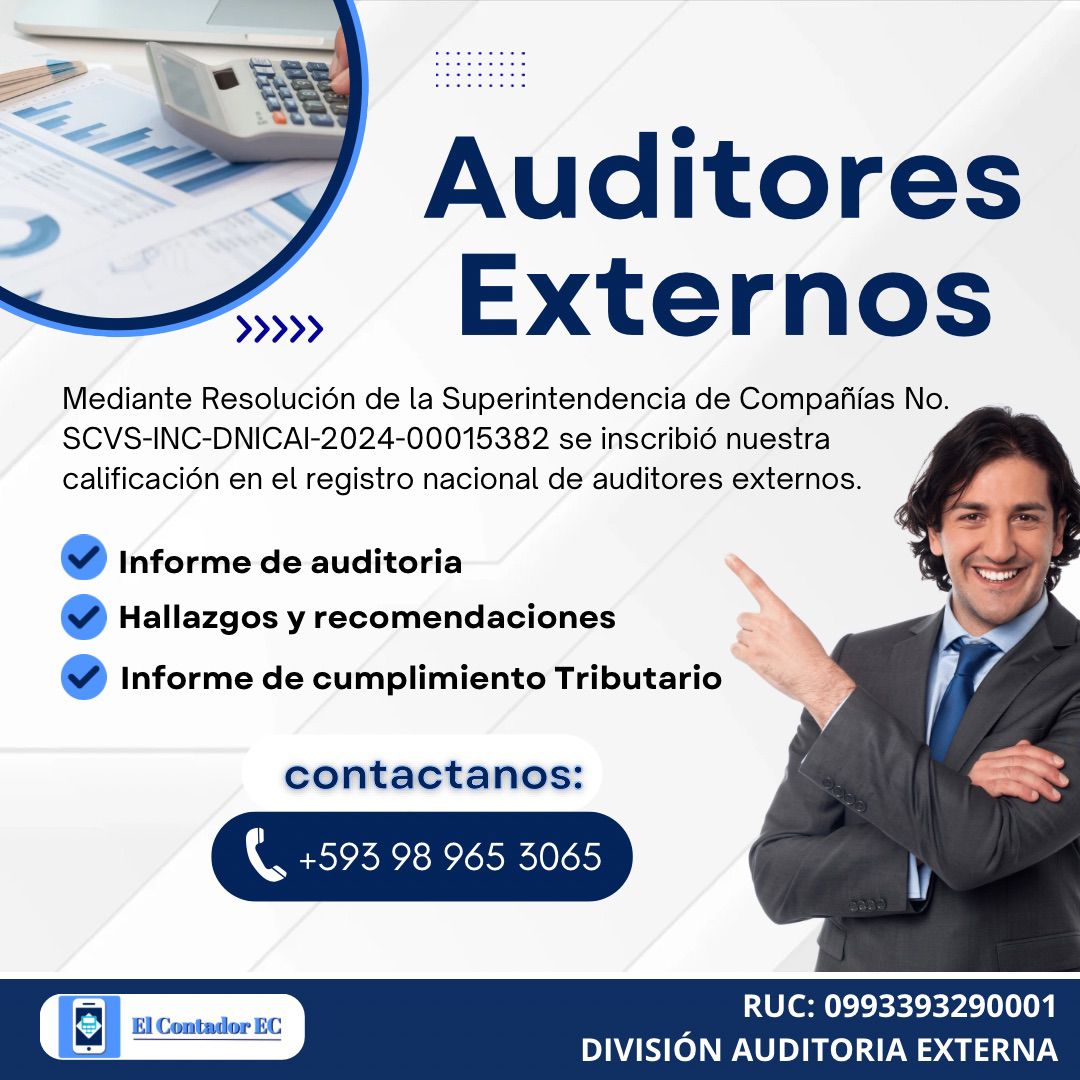 Auditores
Externos
Mediante Resolución de la Superintendencia de Compañías No.
SCVS-INC-DNICAI-2024-00015382 se inscribió nuestra
calificación en el registro nacional de auditores externos.
Informe de auditoria
Hallazgos y recomendaciones
Informe de cumplimiento Tributario
contactanos:
+593 98 965 3065
El Contador EC
RUC: 0993393290001
DIVISIÓN AUDITORIA EXTERNA